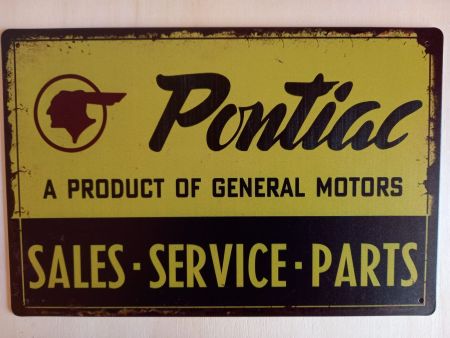 Pontiac
A PRODUCT OF GENERAL MOTORS
SALES · SERVICE · PARTS